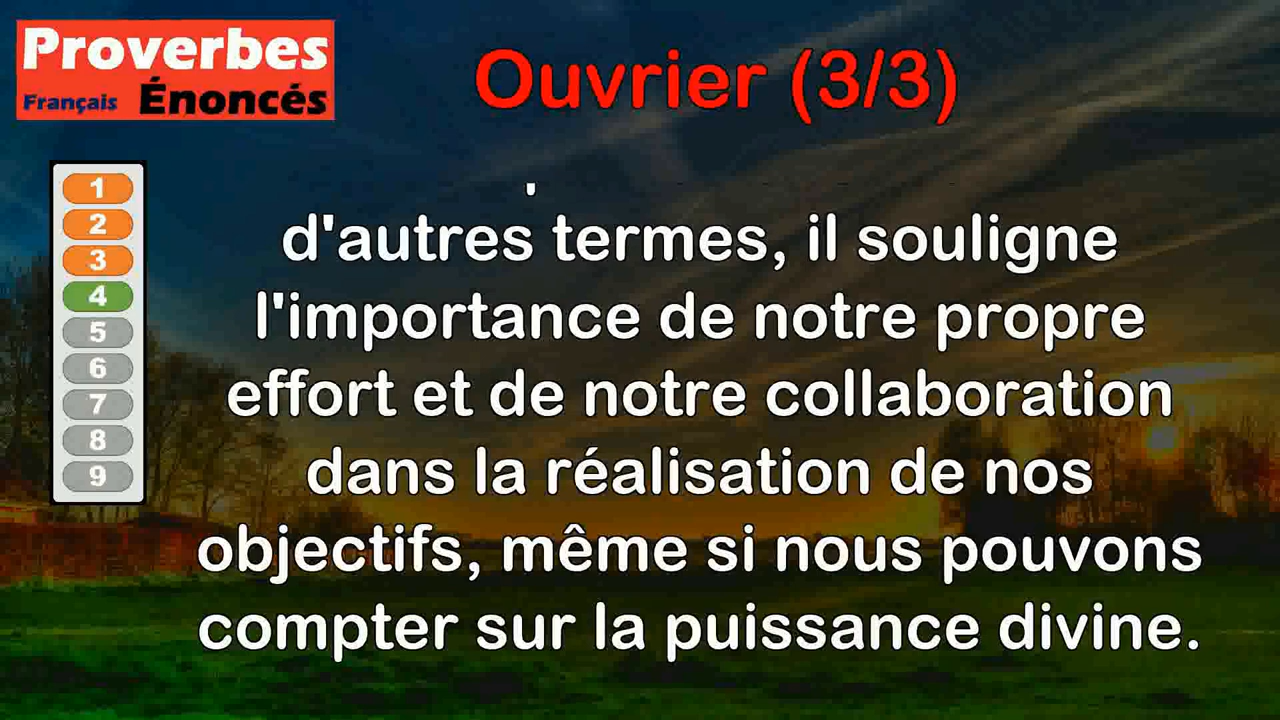 Proverbes
Français Énoncés
Ouvrier (3/3)
1
2
3
4
5
6
7
8
9
d'autres termes, il souligne
l'importance de notre propre
effort et de notre collaboration
dans la réalisation de nos
objectifs, même si nous pouvons
compter sur la puissance divine.